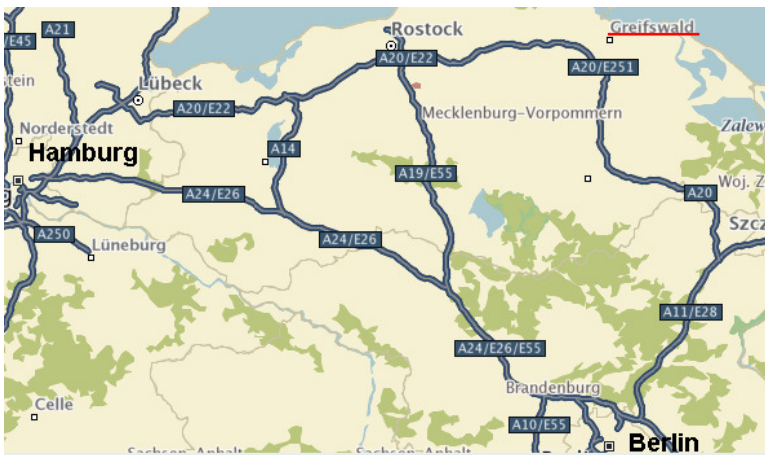 A21
Rostock
Greifswald
/E45
A20/E22
A20/E251
Lübeck
A20/E22
Mecklenburg-Vorpommern
Zalew
Norderstedt
Hamburg
A14
A19/E55
Woj. Z
A24/E26
A20
A250
A24/E26
Szcz
Lüneburg
A11/E28
A24/E26/E55
Brandenburg
Celle
A10/E55
Berlin
Sachsen-Anhalt
Sachsen-Anhalt